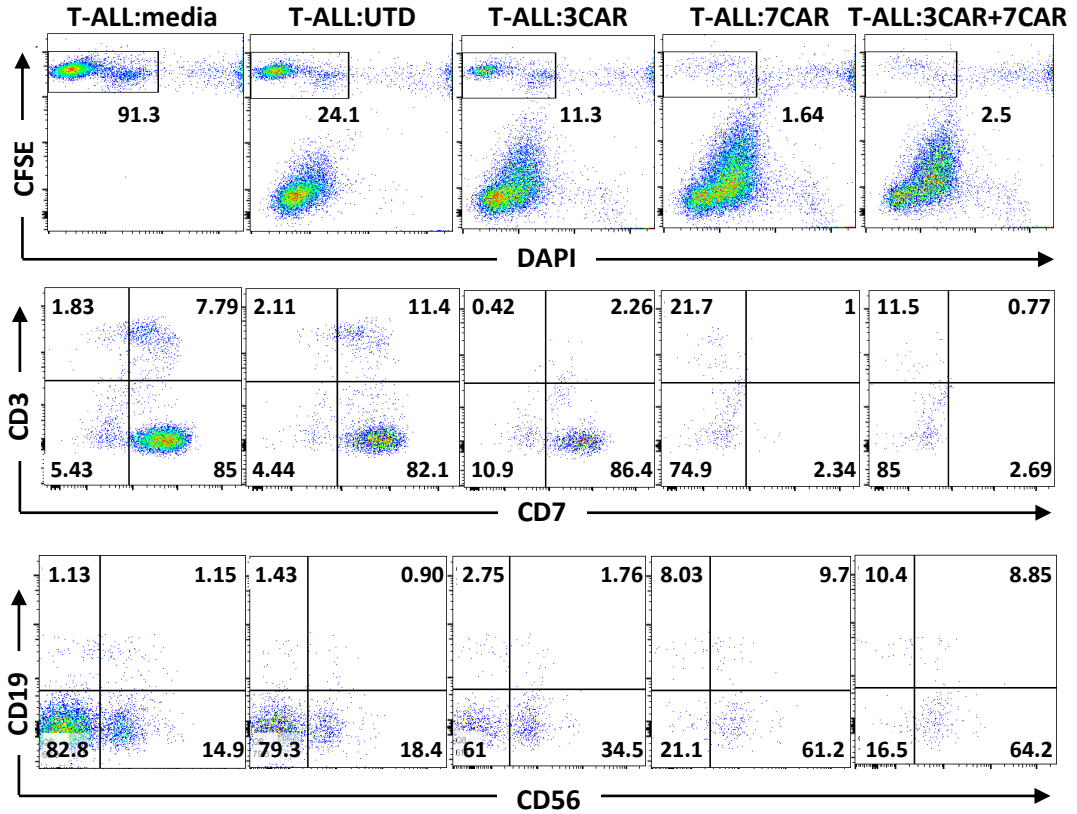 T-ALL:media T-ALL:UTD T-ALL:3CAR T-ALL:7CAR T-ALL:3CAR+7CAR
CFSE
91.3 24.1 11.3 1.64 2.5
DAPI
1.83 7.79 2.11 11.4 0.42 2.26 21.7 1 11.5 0.77
CD3
5.43 85 4.44 82.1 10.9 86.4 74.9 2.34 85 2.69
CD7
1.13 1.15 1.43 0.90 2.75 1.76 8.03 9.7 10.4 8.85
CD19
82.8 14.9 79.3 18.4 61 34.5 21.1 61.2 16.5 64.2
CD56